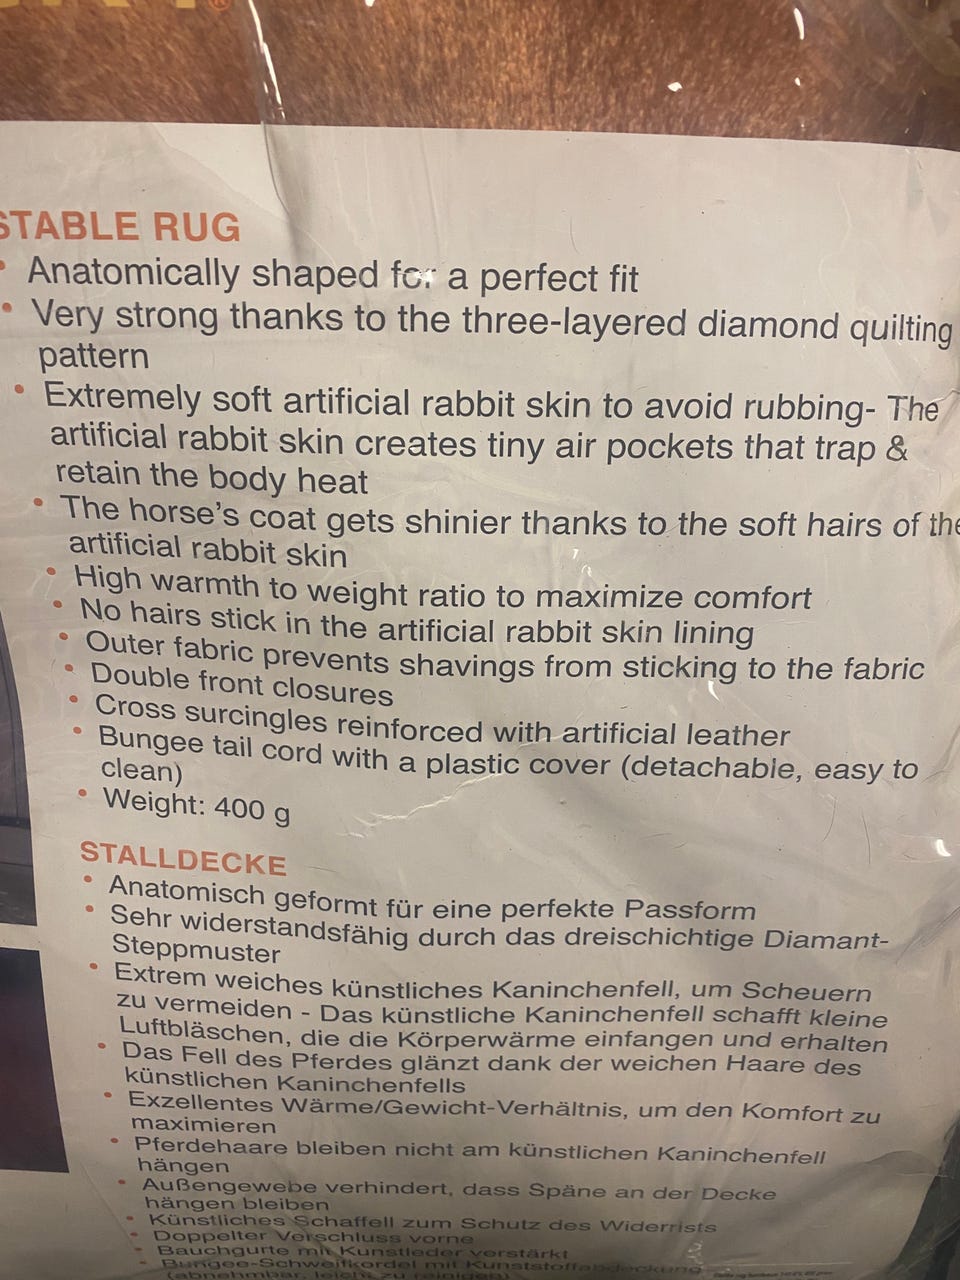 STABLE RUG
• Anatomically shaped for a perfect fit
• Very strong thanks to the three-layered diamond quilting
pattern
• Extremely soft artificial rabbit skin to avoid rubbing- The
artificial rabbit skin creates tiny air pockets that trap &
retain the body heat
• The horse's coat gets shinier thanks to the soft hairs of the
artificial rabbit skin
• High warmth to weight ratio to maximize comfort
• No hairs stick in the artificial rabbit skin lining
• Outer fabric prevents shavings from sticking to the fabric
• Double front closures
• Cross surcingles reinforced with artificial leather
• Bungee tail cord with a plastic cover (detachable, easy to
clean)
• Weight: 400 g
STALLDECKE
• Anatomisch geformt für eine perfekte Passform
• Sehr widerstandsfähig durch das dreischichtige Diamant-
Steppmuster
• Extrem weiches künstliches Kaninchenfell, um Scheuern
zu vermeiden - Das künstliche Kaninchenfell schafft kleine
Luftbläschen, die die Körperwärme einfangen und erhalten
• Das Fell des Pferdes glänzt dank der weichen Haare des
künstlichen Kaninchenfells
• Exzellentes Wärme/Gewicht-Verhältnis, um den Komfort zu
maximieren
• Pferdehaare bleiben nicht am künstlichen Kaninchenfell
hängen
• Außengewebe verhindert, dass Späne an der Decke
hängen bleiben
• Künstliches Schaffell zum Schutz des Widerrists
• Doppelter Verschluss vorne
• Bauchgurte mit Kunstleder verstärkt
• Bungee-Schweifkordel mit Kunststoffabdeckung
(abnehmbar, leicht zu reinigen)